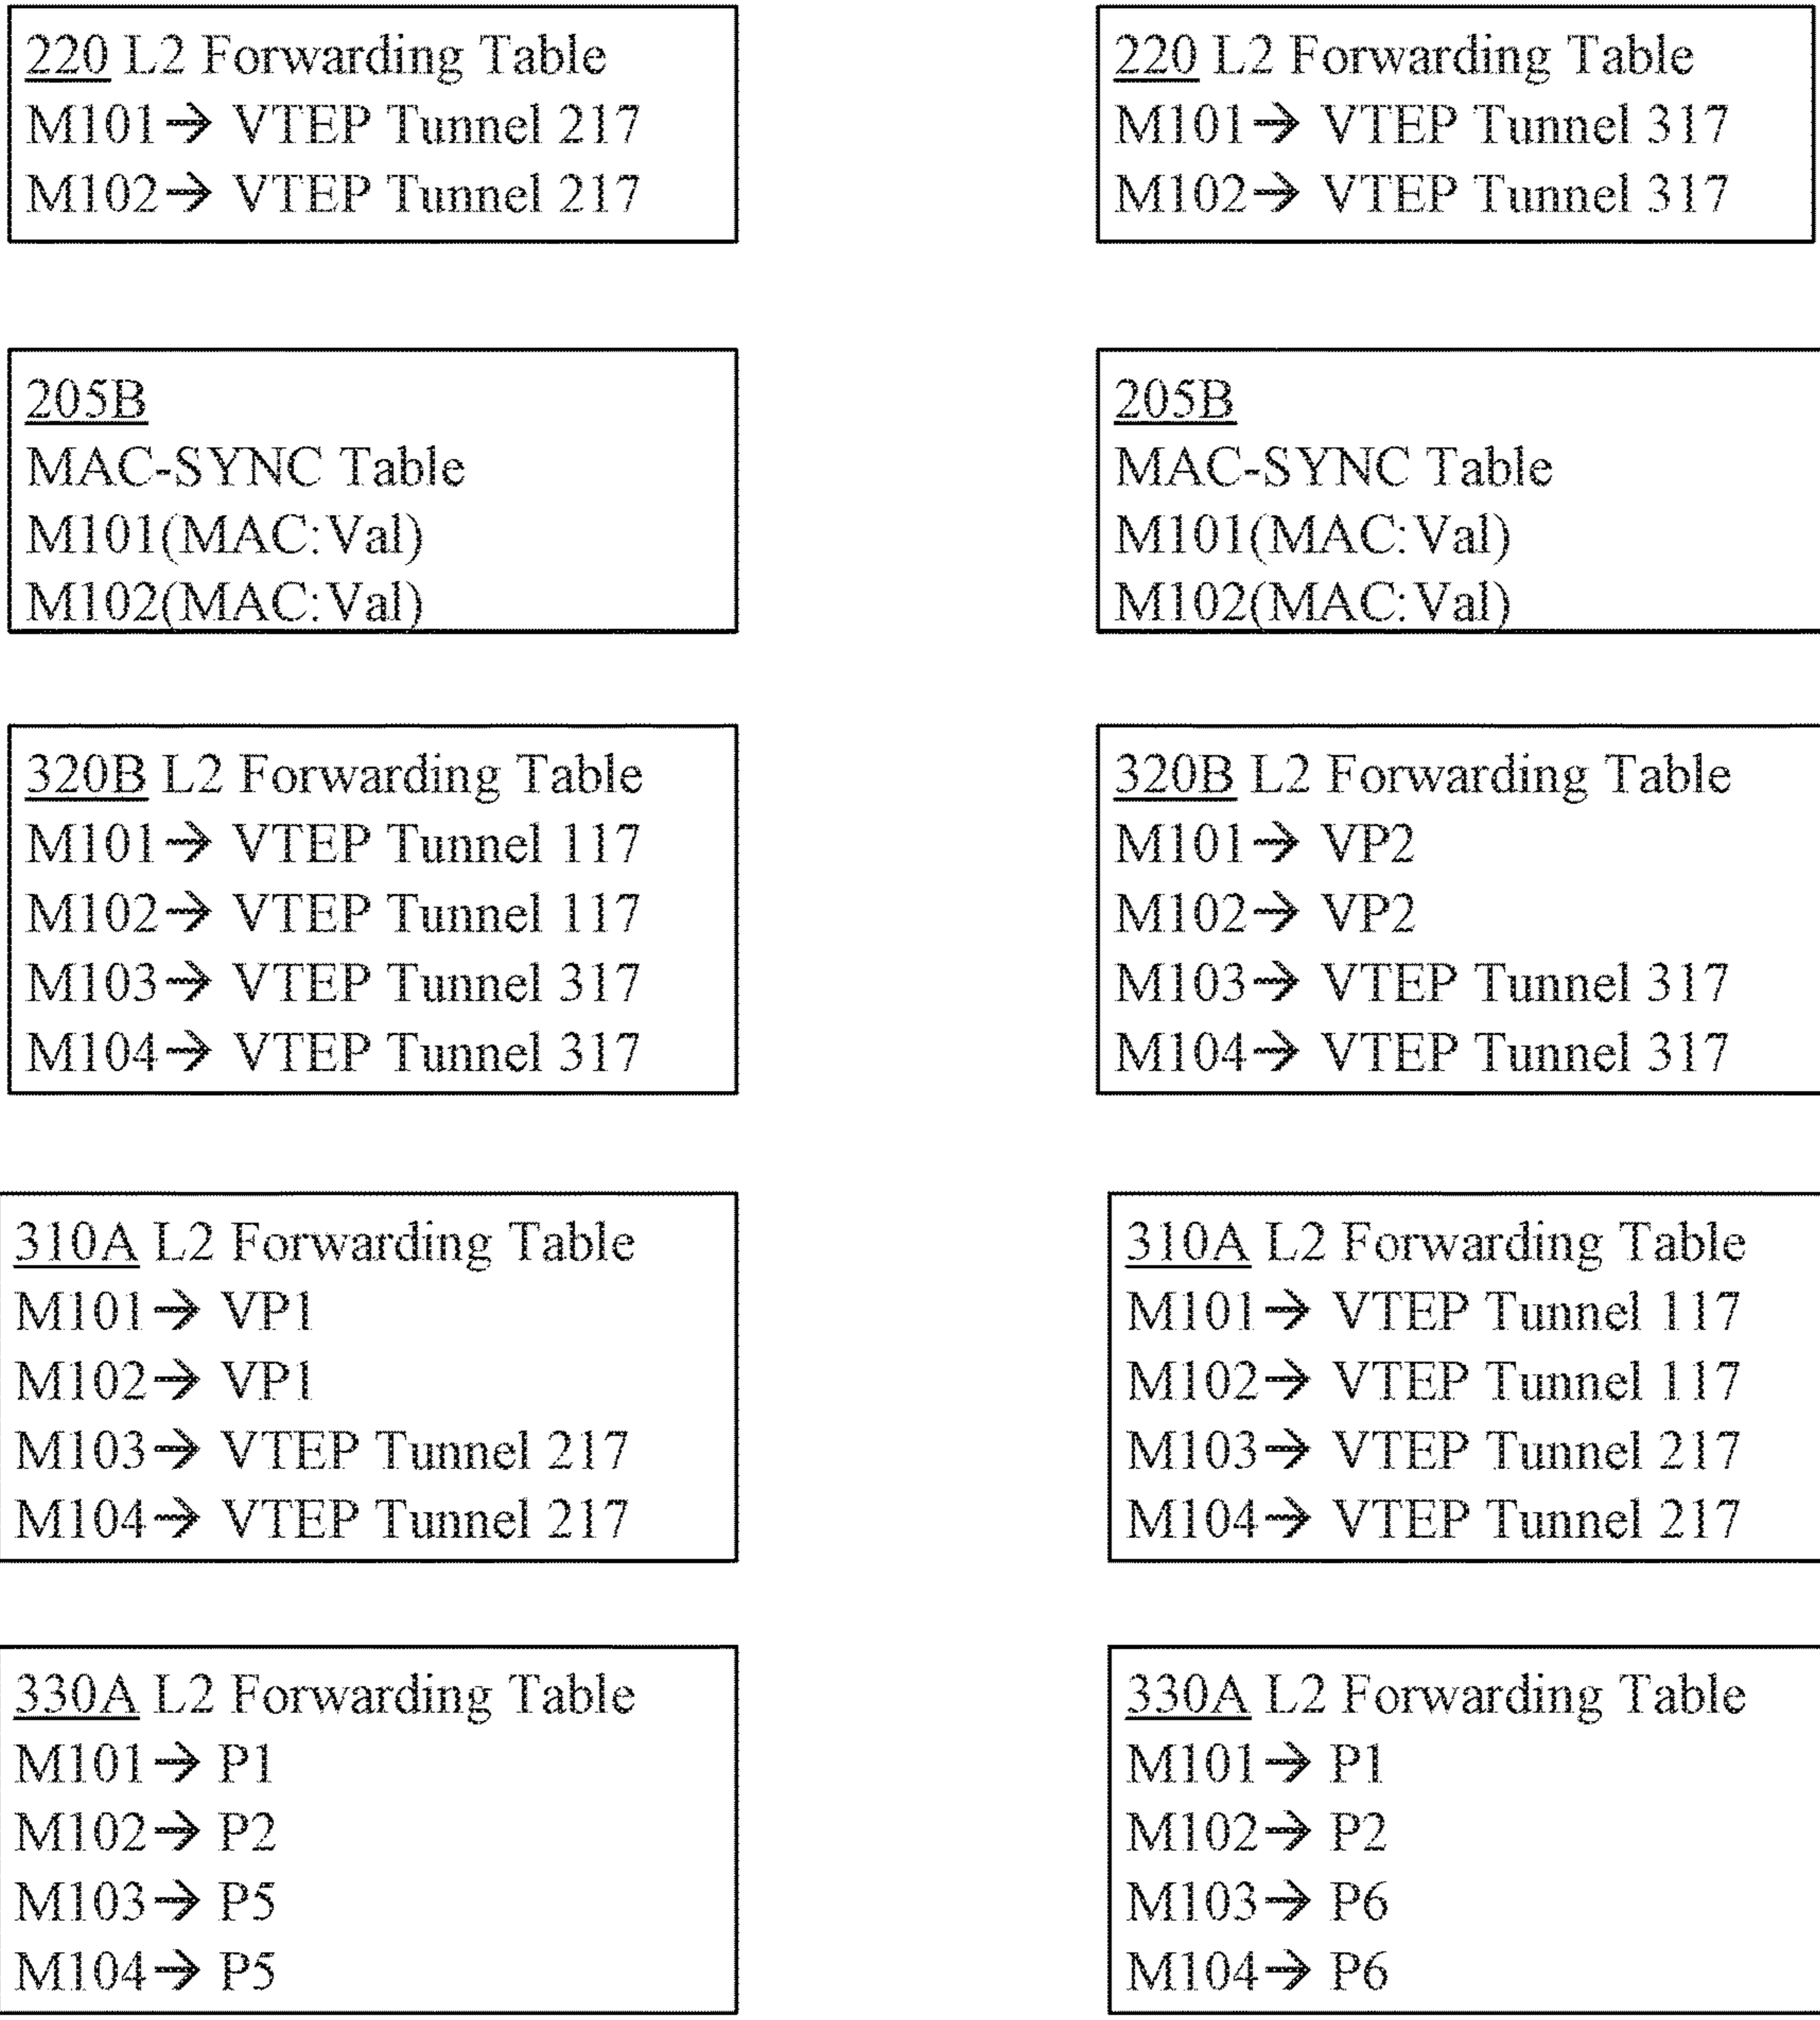 220 L2 Forwarding Table
M101→ VTEP Tunnel 217
M102→ VTEP Tunnel 217
220 L2 Forwarding Table
M101→ VTEP Tunnel 317
M102→ VTEP Tunnel 317
205B
MAC-SYNC Table
M101(MAC:Val)
M102(MAC:Val)
205B
MAC-SYNC Table
M101(MAC:Val)
M102(MAC:Val)
320B L2 Forwarding Table
M101→ VTEP Tunnel 117
M102→ VTEP Tunnel 117
M103→ VTEP Tunnel 317
M104→ VTEP Tunnel 317
320B L2 Forwarding Table
M101→ VP2
M102→ VP2
M103→ VTEP Tunnel 317
M104→ VTEP Tunnel 317
310A L2 Forwarding Table
M101→ VP1
M102→ VP1
M103→ VTEP Tunnel 217
M104→ VTEP Tunnel 217
310A L2 Forwarding Table
M101→ VTEP Tunnel 117
M102→ VTEP Tunnel 117
M103→ VTEP Tunnel 217
M104→ VTEP Tunnel 217
330A L2 Forwarding Table
M101→ P1
M102→ P2
M103→ P5
M104→ P5
330A L2 Forwarding Table
M101→ P1
M102→ P2
M103→ P6
M104→ P6